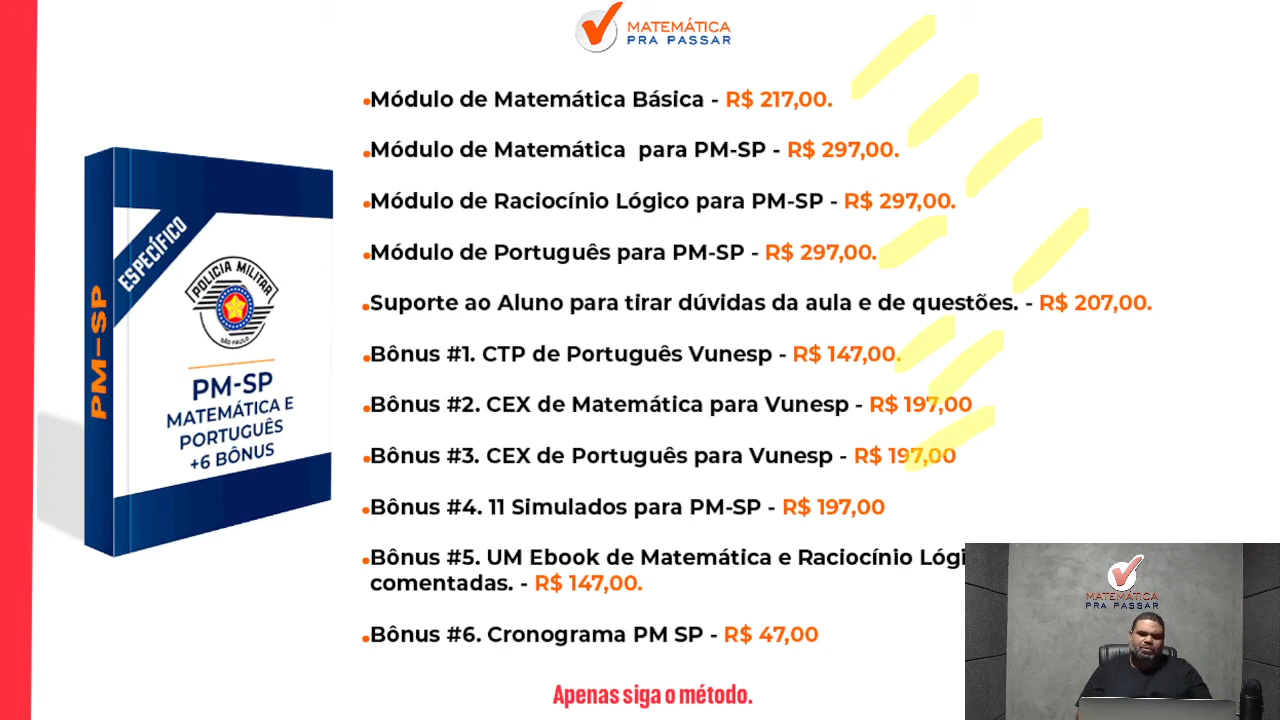 MATEMÁTICA
PRA PASSAR
•Módulo de Matemática Básica - R$ 217,00.
•Módulo de Matemática para PM-SP - R$ 297,00.
•Módulo de Raciocínio Lógico para PM-SP - R$ 297,00.
•Módulo de Português para PM-SP - R$ 297,00.
•Suporte ao Aluno para tirar dúvidas da aula e de questões. - R$ 207,00.
•Bônus #1. CTP de Português Vunesp - R$ 147,00.
•Bônus #2. CEX de Matemática para Vunesp - R$ 197,00
•Bônus #3. CEX de Português para Vunesp - R$ 197,00
•Bônus #4. 11 Simulados para PM-SP - R$ 197,00
•Bônus #5. UM Ebook de Matemática e Raciocínio Lógi
comentadas. - R$ 147,00.
•Bônus #6. Cronograma PM SP - R$ 47,00
Apenas siga o método.
PM-SP
ESPECÍFICO
POLÍCIA MILITAR
SÃO PAULO
PM-SP
MATEMÁTICA E
PORTUGUÊS
+6 BÔNUS
MATEMÁTICA
PRA PASSAR